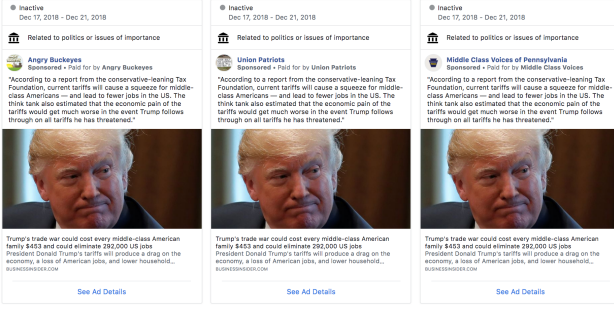 Inactive
Dec 17, 2018 - Dec 21, 2018
Related to politics or issues of importance
Angry Buckeyes
Sponsored • Paid for by Angry Buckeyes
"According to a report from the conservative-leaning Tax
Foundation, current tariffs will cause a squeeze for middle-
class Americans — and lead to fewer jobs in the US. The
think tank also estimated that the economic pain of the
tariffs would get much worse in the event Trump follows
through on all tariffs he has threatened."
Trump's trade war could cost every middle-class American
family $453 and could eliminate 292,000 US jobs
President Donald Trump's tariffs will produce a drag on the
economy, a loss of American jobs, and lower household...
BUSINESSINSIDER.COM
See Ad Details
Inactive
Dec 17, 2018 - Dec 21, 2018
Related to politics or issues of importance
Union Patriots
Sponsored • Paid for by Union Patriots
"According to a report from the conservative-leaning Tax
Foundation, current tariffs will cause a squeeze for middle-
class Americans — and lead to fewer jobs in the US. The
think tank also estimated that the economic pain of the
tariffs would get much worse in the event Trump follows
through on all tariffs he has threatened."
Trump's trade war could cost every middle-class American
family $453 and could eliminate 292,000 US jobs
President Donald Trump's tariffs will produce a drag on the
economy, a loss of American jobs, and lower household...
BUSINESSINSIDER.COM
See Ad Details
Inactive
Dec 17, 2018 - Dec 21, 2018
Related to politics or issues of importance
Middle Class Voices of Pennsylvania
Sponsored • Paid for by Middle Class Voices
"According to a report from the conservative-leaning Tax
Foundation, current tariffs will cause a squeeze for middle-
class Americans — and lead to fewer jobs in the US. The
think tank also estimated that the economic pain of the
tariffs would get much worse in the event Trump follows
through on all tariffs he has threatened."
Trump's trade war could cost every middle-class American
family $453 and could eliminate 292,000 US jobs
President Donald Trump's tariffs will produce a drag on the
economy, a loss of American jobs, and lower household...
BUSINESSINSIDER.COM
See Ad Details